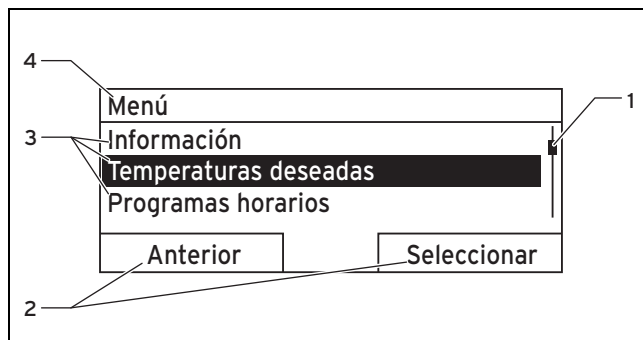 4
Menú
1
3
Información
Temperaturas deseadas
Programas horarios
Anterior
Seleccionar
2